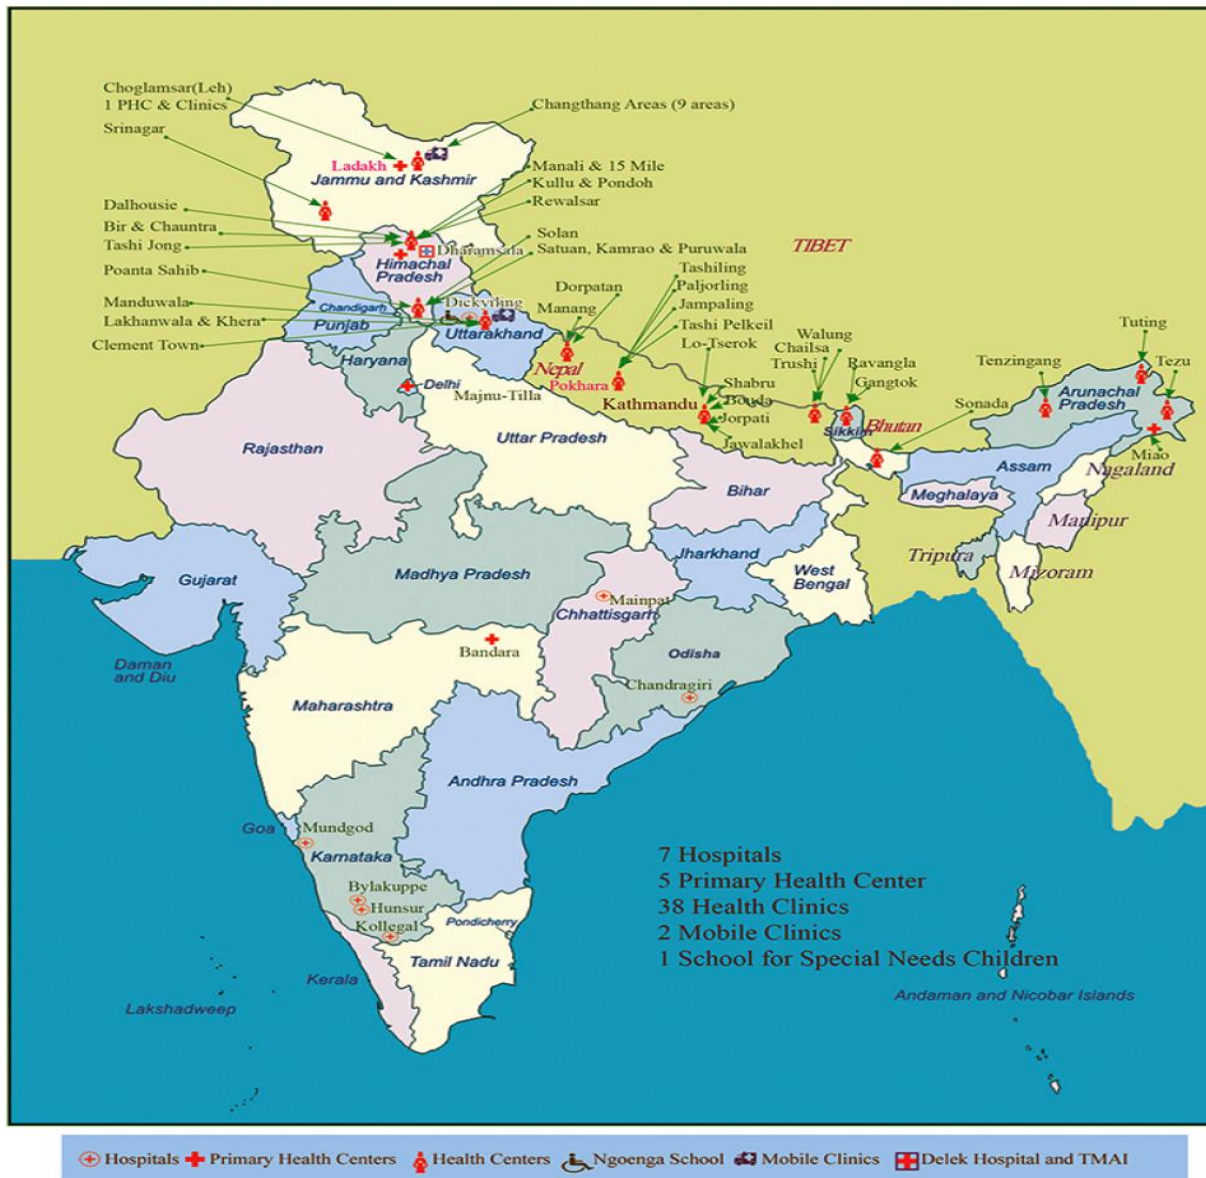 Choglamsar(Leh)
1 PHC & Clinics
Changthang Areas (9 areas)
Srinagar
Ladakh
Jammu and Kashmir
Manali & 15 Mile
Kullu & Pondoh
Rewalsar
Dalhousie
Bir & Chauntra
Tashi Jong
Solan
Satuan, Kamrao & Puruwala
Dharamsala
Himachal
Pradesh
TIBET
Poanta Sahib
Tashiling
Paljorling
Jampaling
Tashi Pelkeil
Lo-Tserok
Dorpatan
Manang
Manduwala
Lakhanwala & Khera
Clement Town
Chandigarh
Punjab
Dickyiling
Uttarakhand
Haryana
Delhi
Majnu-Tilla
Nepal
Pokhara
Kathmandu
Shabru
Bouda
Jorpati
Jawalakhel
Walung
Chailsa
Trushi
Ravangla
Gangtok
Sikkim
Bhutan
Sonada
Tenzingang
Tuting
Tezu
Arunachal
Pradesh
Miao
Nagaland
Assam
Meghalaya
Manipur
Tripura
Mizoram
Rajasthan
Uttar Pradesh
Bihar
Jharkhand
West
Bengal
Gujarat
Madhya Pradesh
Mainpat
Chhattisgarh
Bandara
Odisha
Chandragiri
Daman
and Diu
Maharashtra
Andhra Pradesh
Goa
Mundgod
Karnataka
Bylakuppe
Hunsur
Kollegal
Pondicherry
Tamil Nadu
Kerala
Lakshadweep
7 Hospitals
5 Primary Health Center
38 Health Clinics
2 Mobile Clinics
1 School for Special Needs Children
Andaman and Nicobar Islands
Hospitals Primary Health Centers Health Centers Ngoenga School Mobile Clinics Delek Hospital and TMAI